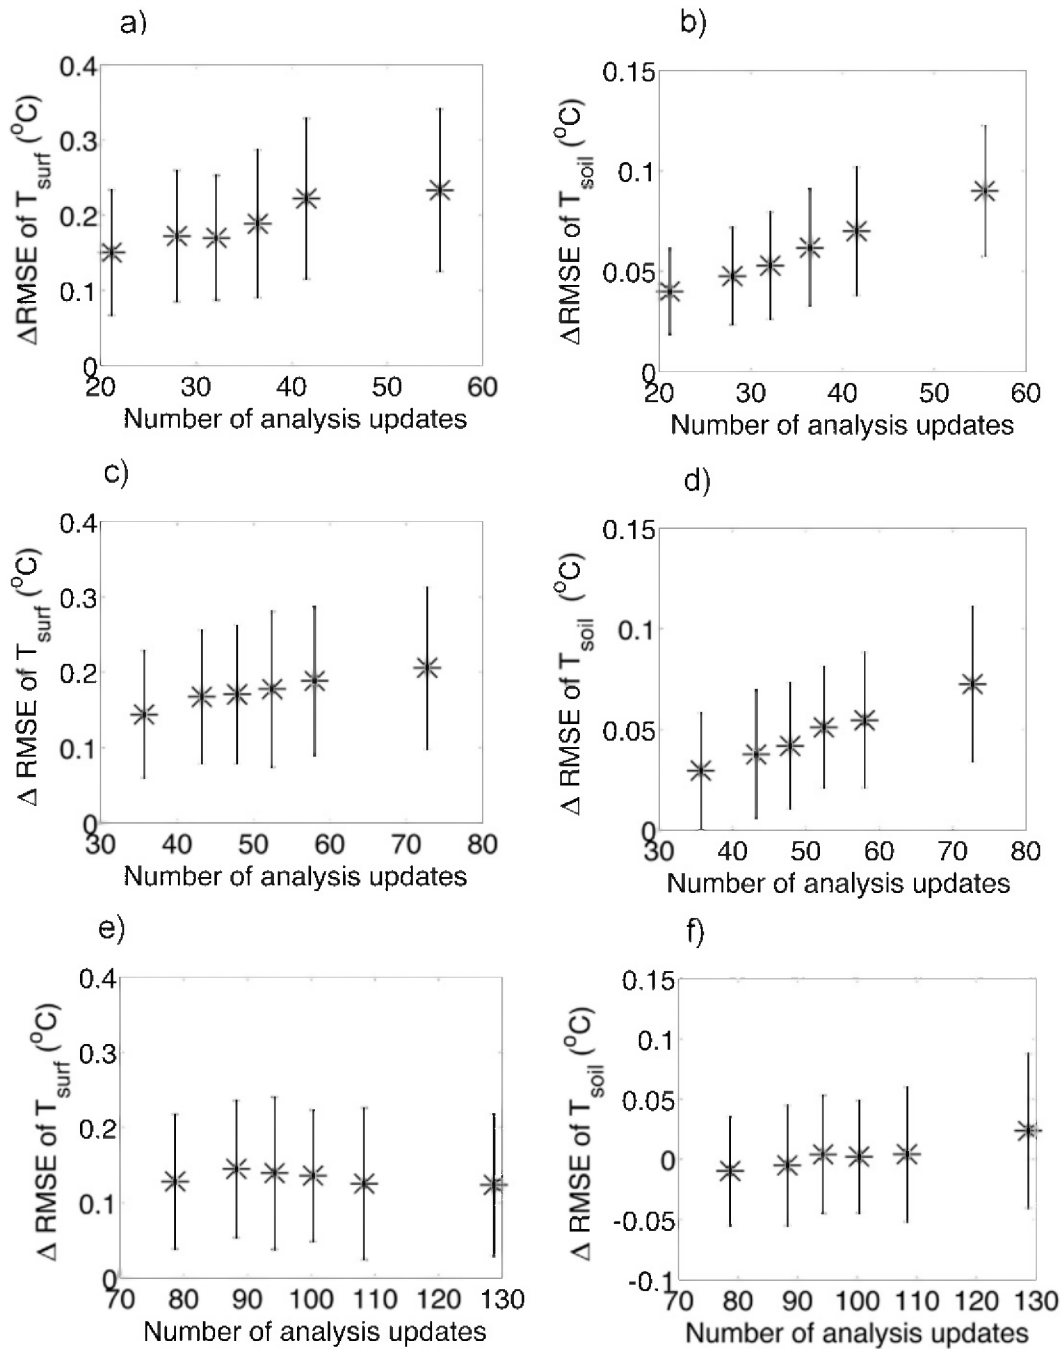 a)
0.4
0.3
0.2
0.1
0
ΔRMSE of T_surf (°C)
20 30 40 50 60
Number of analysis updates
b)
0.15
0.1
0.05
0
ΔRMSE of T_soil (°C)
20 30 40 50 60
Number of analysis updates
c)
0.4
0.3
0.2
0.1
0
Δ RMSE of T_surf (°C)
30 40 50 60 70 80
Number of analysis updates
d)
0.15
0.1
0.05
0
Δ RMSE of T_soil (°C)
30 40 50 60 70 80
Number of analysis updates
e)
0.4
0.3
0.2
0.1
0
Δ RMSE of T_surf (°C)
70 80 90 100 110 120 130
Number of analysis updates
f)
0.15
0.1
0.05
0
-0.05
-0.1
Δ RMSE of T_soil (°C)
70 80 90 100 110 120 130
Number of analysis updates